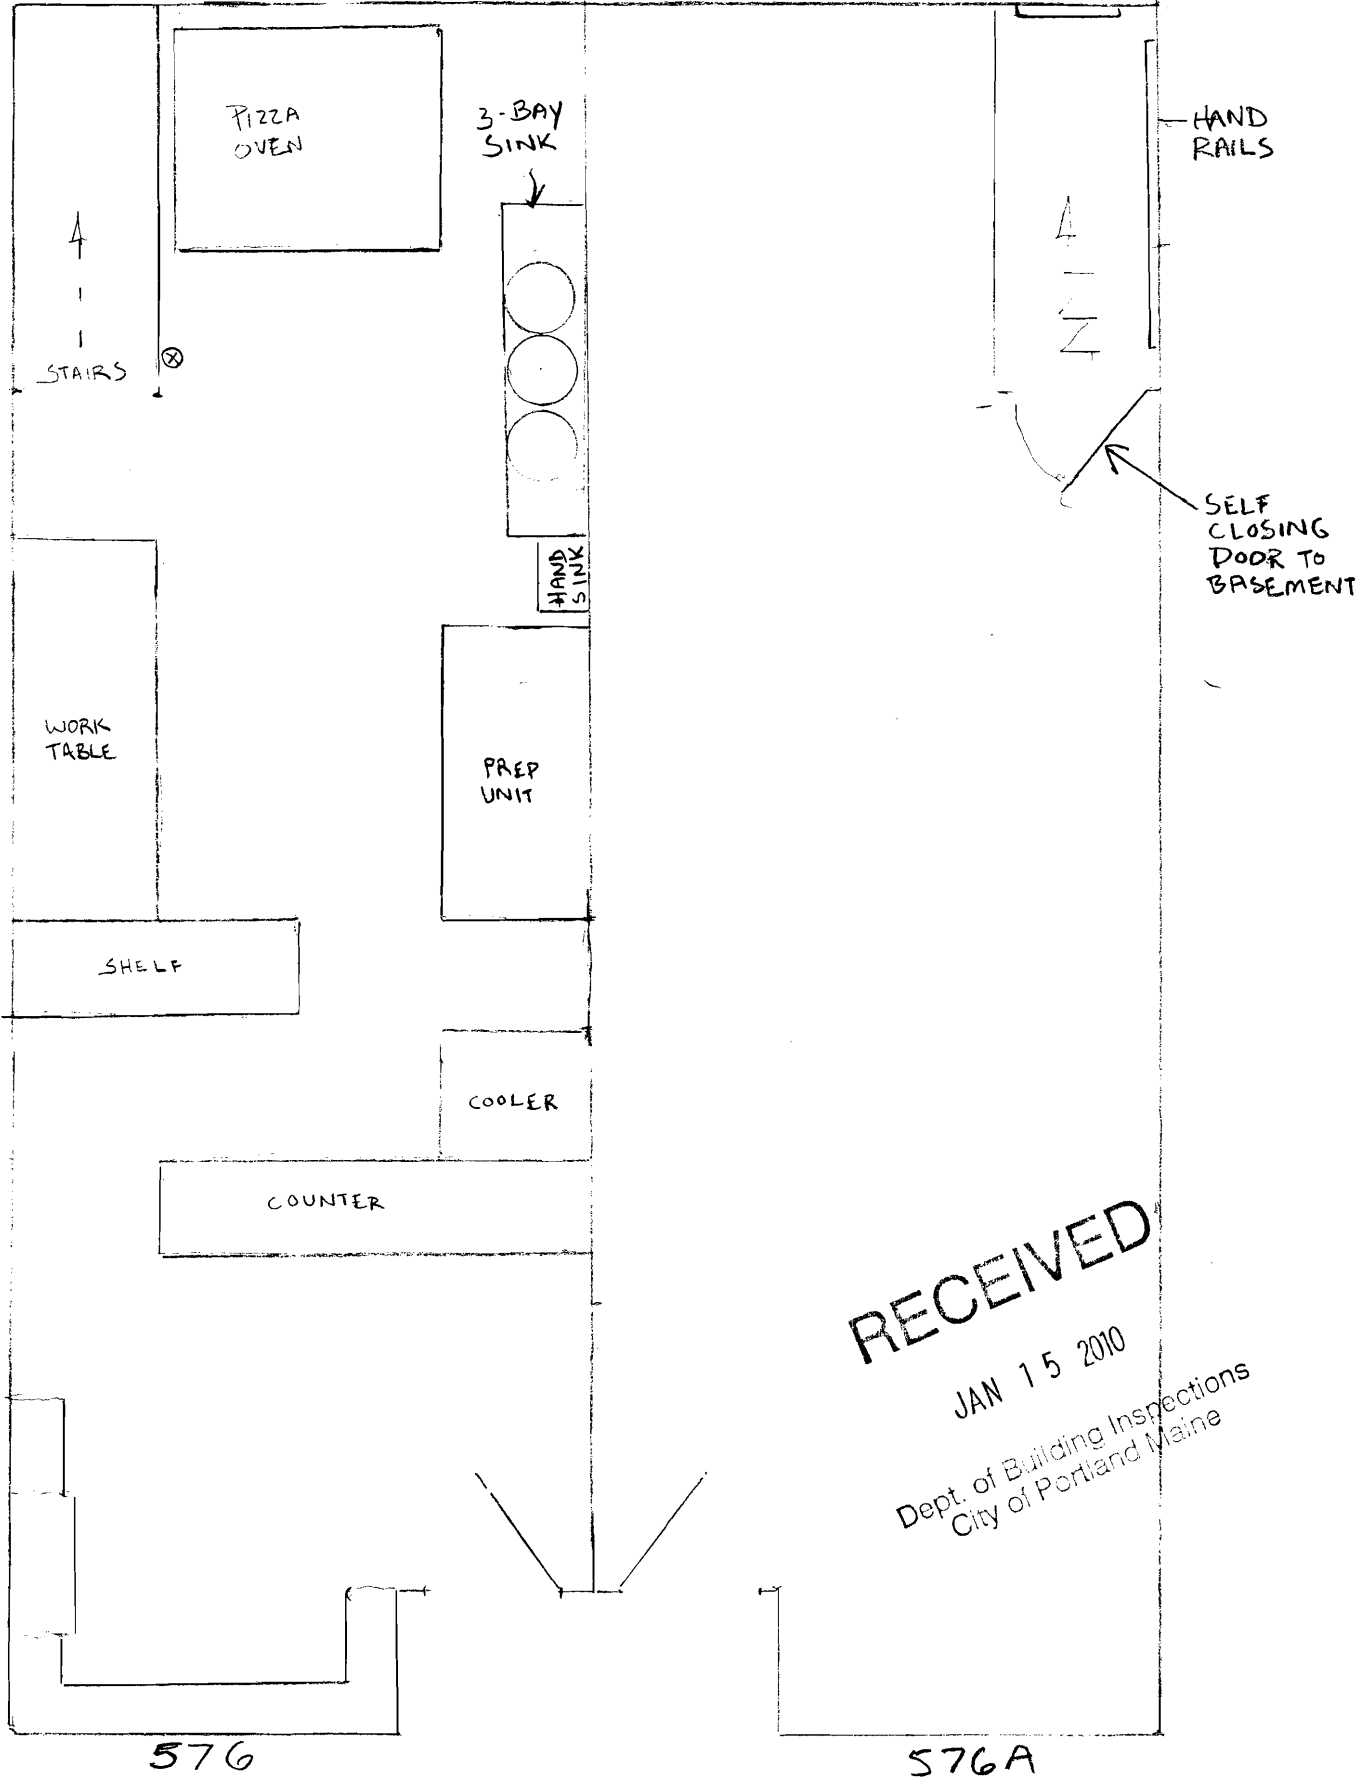 PIZZA
OVEN
3-BAY
SINK
HAND
RAILS
STAIRS
SELF
CLOSING
DOOR TO
BASEMENT
HAND
SINK
WORK
TABLE
PREP
UNIT
SHELF
COOLER
COUNTER
RECEIVED
JAN 15 2010
Dept. of Building Inspections
City of Portland Maine
576
576A